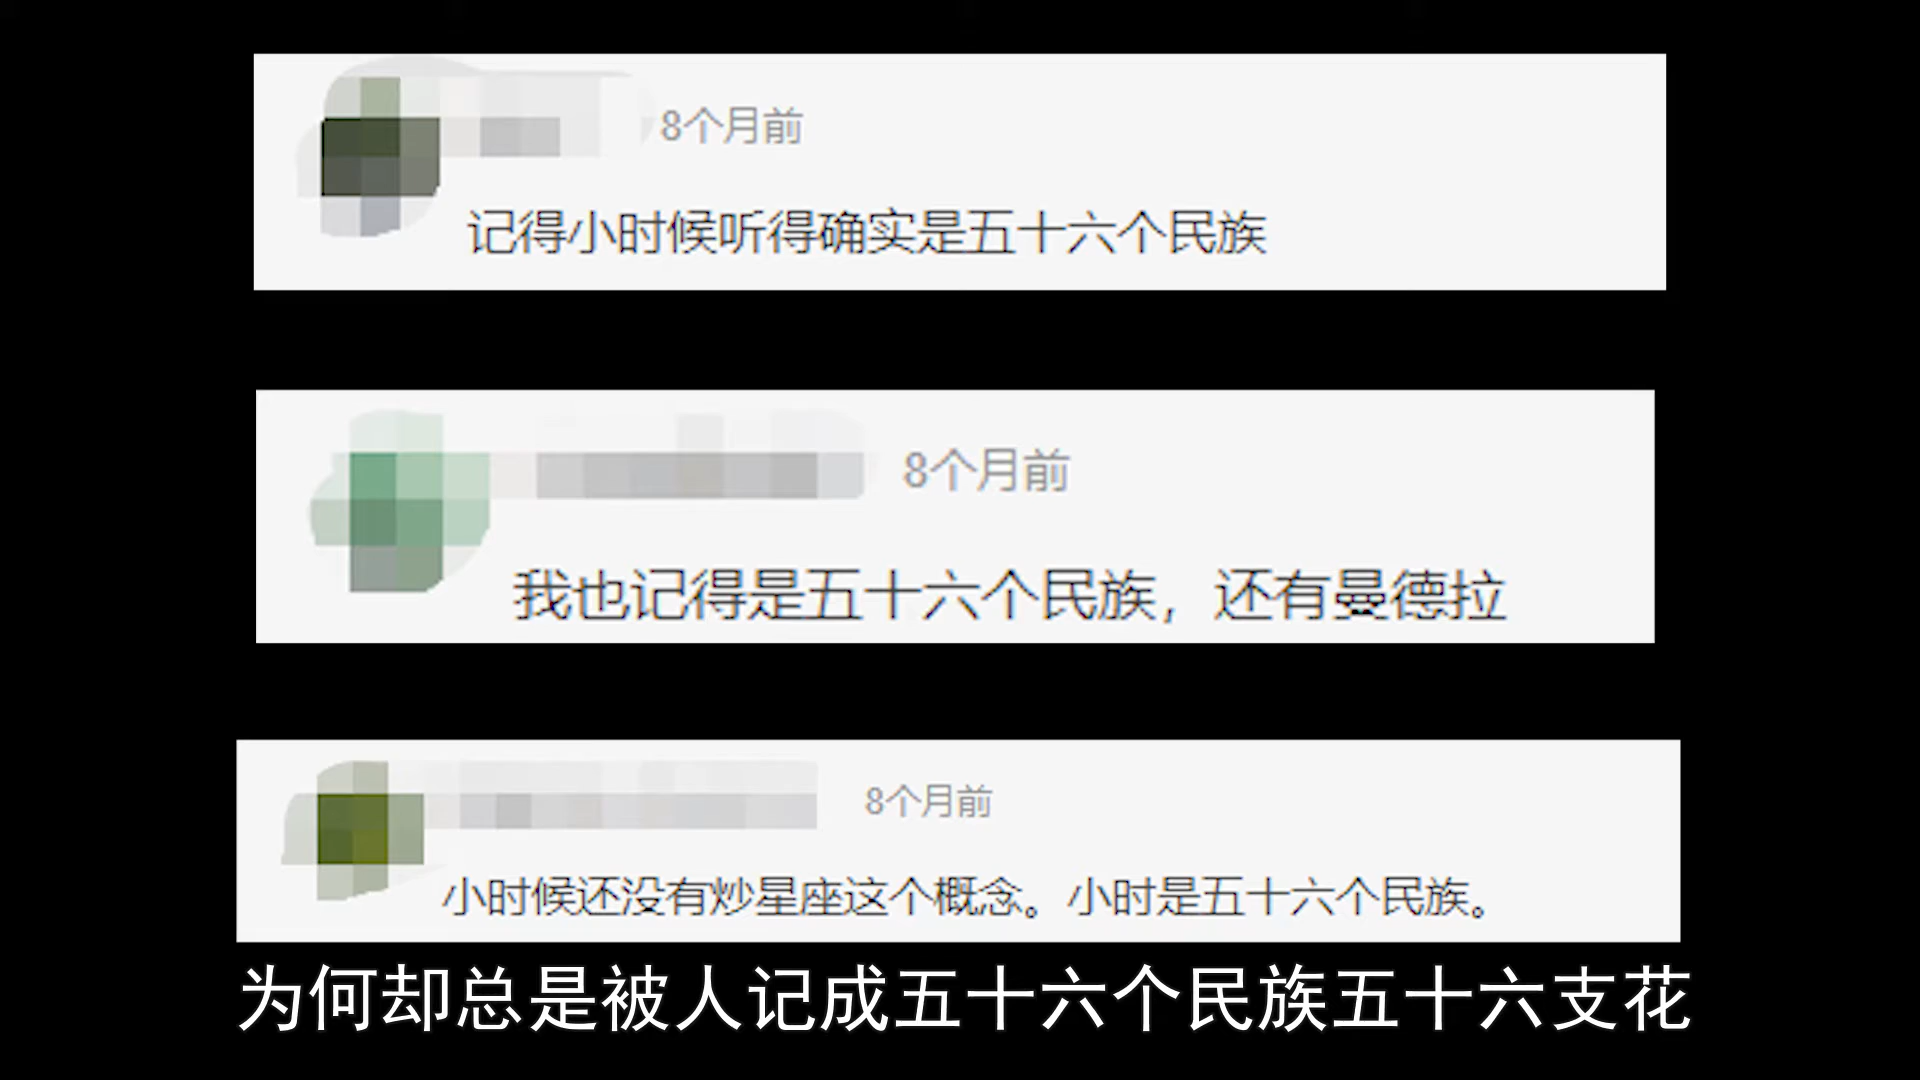 8个月前
记得小时候听得确实是五十六个民族
8个月前
我也记得是五十六个民族，还有曼德拉
8个月前
小时候还没有炒星座这个概念。小时是五十六个民族。
为何却总是被人记成五十六个民族五十六支花